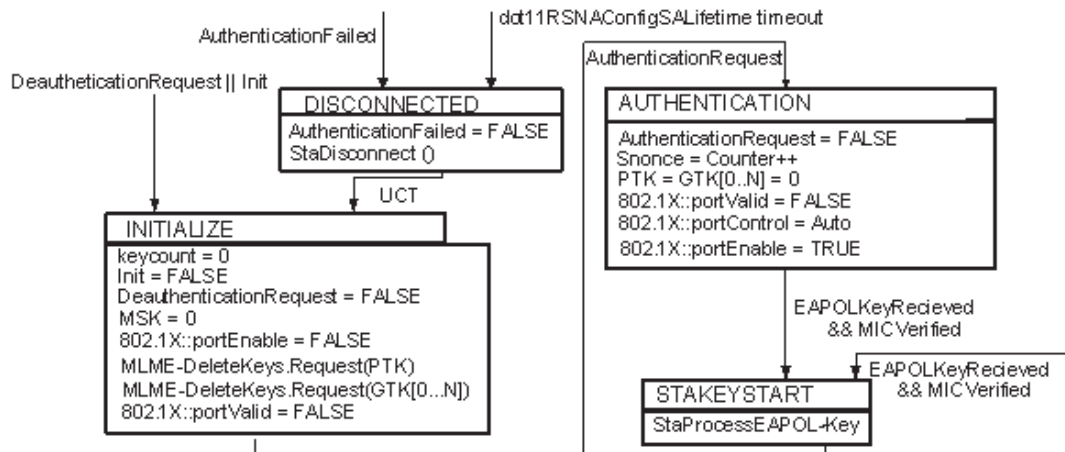 dot11RSNAConfigSALifetime timeout
AuthenticationFailed
AuthenticationRequest
DeautheticationRequest || Init
DISCONNECTED
AuthenticationFailed = FALSE
StaDisconnect ()
UCT
AUTHENTICATION
AuthenticationRequest = FALSE
Snonce = Counter++
PTK = GTK[0..N] = 0
802.1X::portValid = FALSE
802.1X::portControl = Auto
802.1X::portEnable = TRUE
INITIALIZE
keycount = 0
Init = FALSE
DeauthenticationRequest = FALSE
MSK = 0
802.1X::portEnable = FALSE
MLME-DeleteKeys.Request(PTK)
MLME-DeleteKeys.Request(GTK[0...N])
802.1X::portValid = FALSE
EAPOLKeyRecieved
&& MICVerified
EAPOLKeyRecieved
&& MICVerified
STAKEYSTART
StaProcessEAPOL-Key